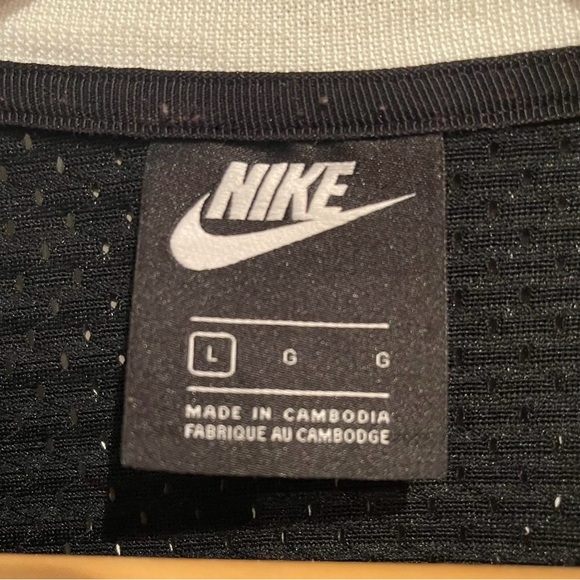 NIKE
L G G
MADE IN CAMBODIA
FABRIQUE AU CAMBODGE